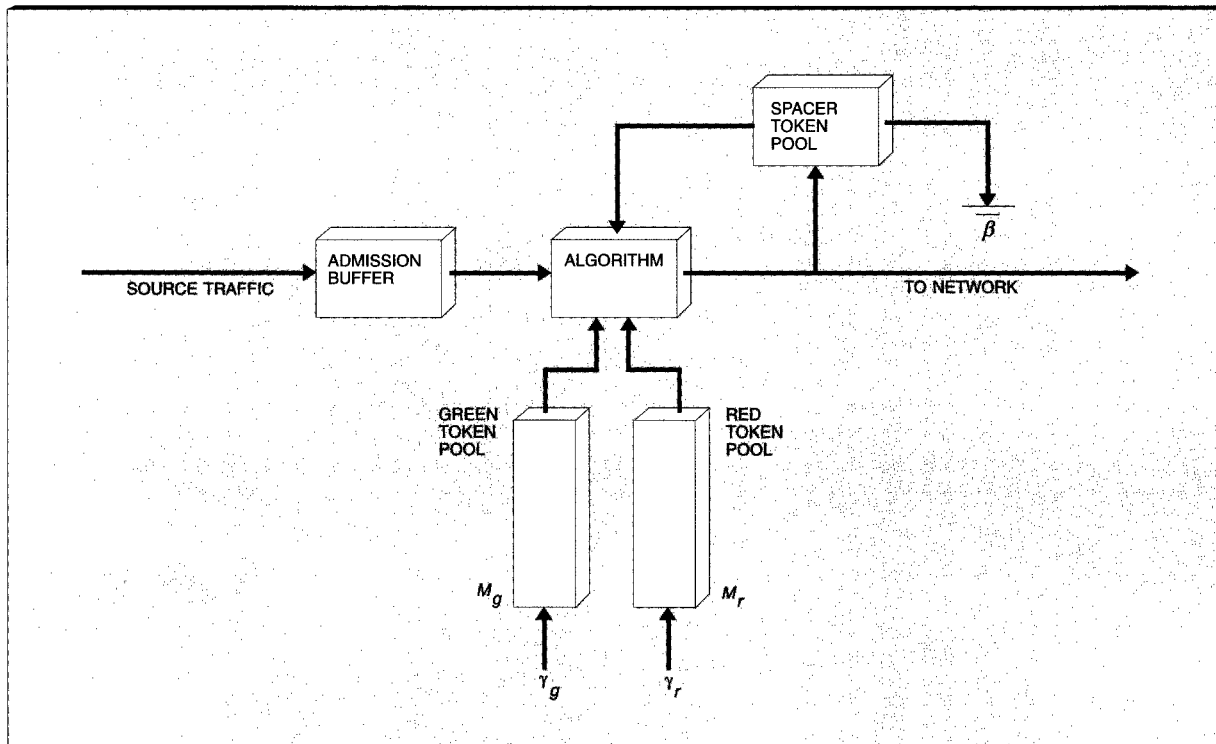 SPACER
TOKEN
POOL
β
ADMISSION
BUFFER
ALGORITHM
SOURCE TRAFFIC
TO NETWORK
GREEN
TOKEN
POOL
RED
TOKEN
POOL
M_g
M_r
γ_g
γ_r